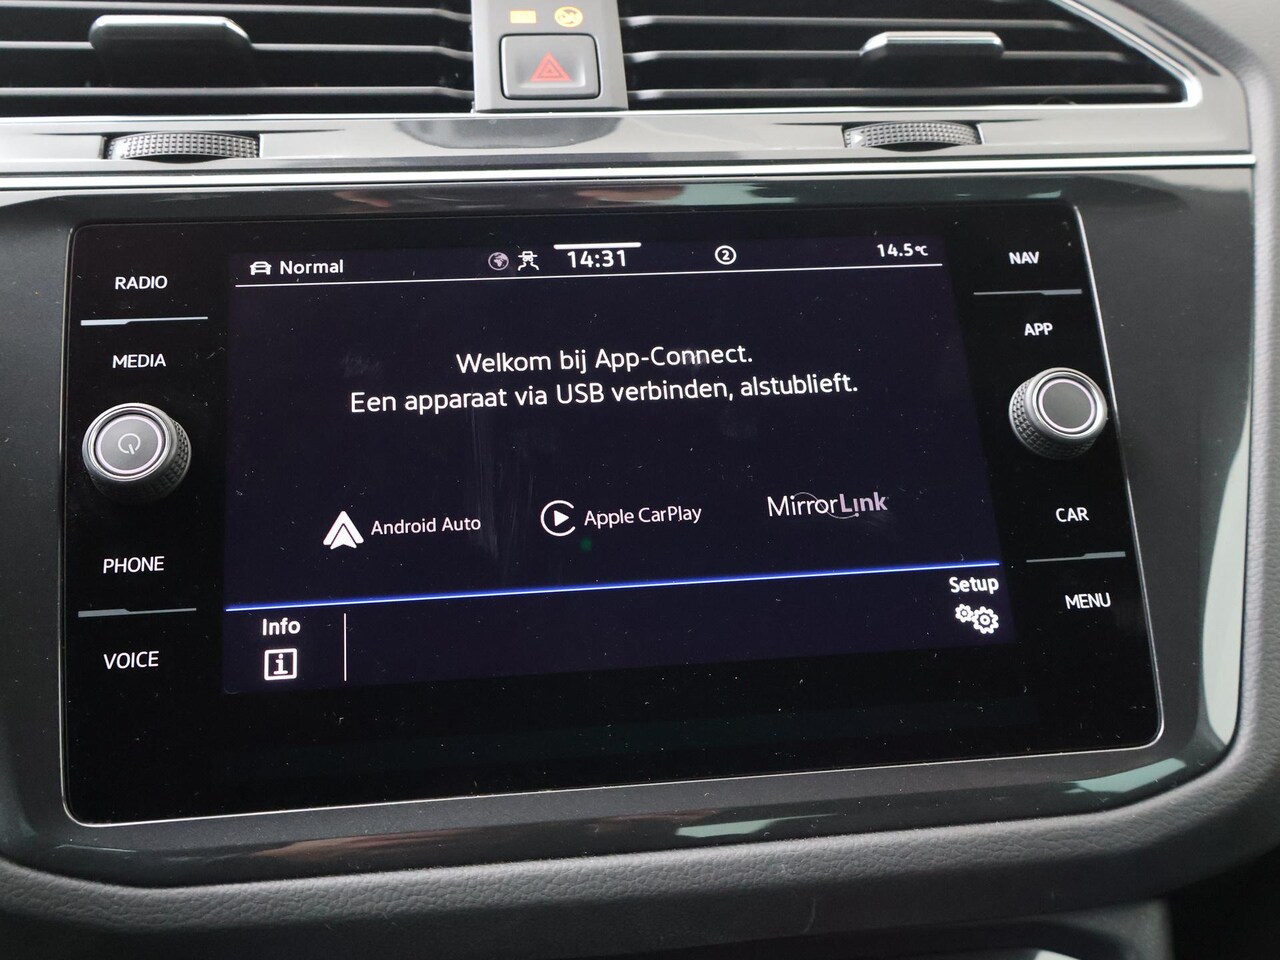 RADIO
MEDIA
PHONE
VOICE
Normal
14:31
2
14.5°C
Welkom bij App-Connect.
Een apparaat via USB verbinden, alstublieft.
Android Auto
Apple CarPlay
MirrorLink
Info
i
Setup
NAV
APP
CAR
MENU